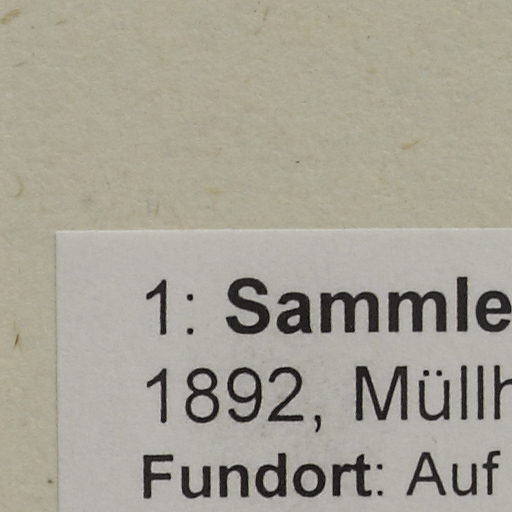 1: Sammle
1892, Müllh
Fundort: Auf